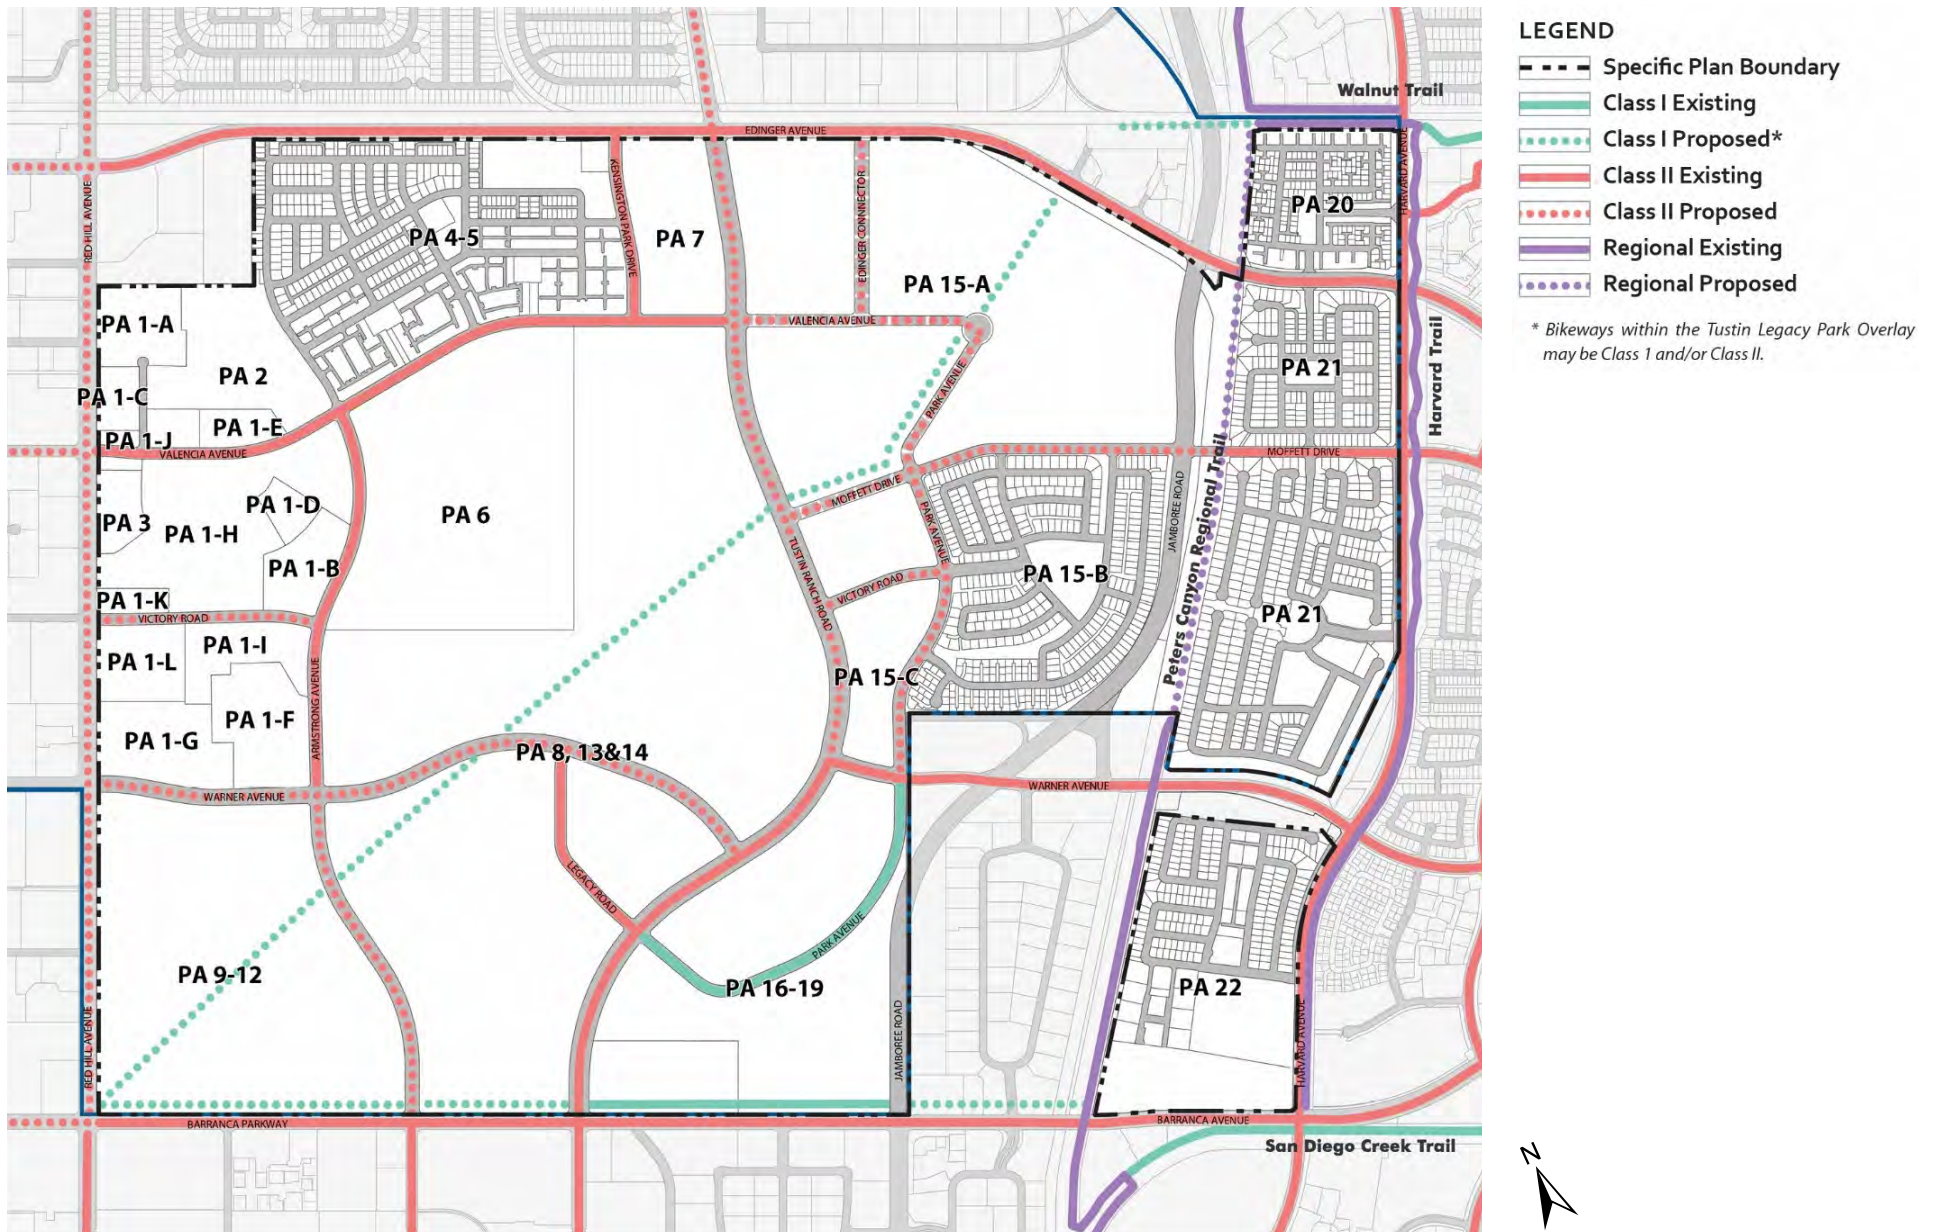 LEGEND
Specific Plan Boundary
Class I Existing
Class I Proposed*
Class II Existing
Class II Proposed
Regional Existing
Regional Proposed
* Bikeways within the Tustin Legacy Park Overlay
may be Class 1 and/or Class II.
Walnut Trail
EDINGER AVENUE
HARVARD AVENUE
RED HILL AVENUE
KENSINGTON PARK DRIVE
EDINGER CONNNECTOR
PA 20
PA 4-5
PA 7
PA 15-A
PA 1-A
VALENCIA AVENUE
PA 2
PA 21
Harvard Trail
PA 1-C
PARK AVENUE
PA 1-E
PA 1-J
VALENCIA AVENUE
MOFFETT DRIVE
MOFFETT DRIVE
PA 1-D
PA 3
PA 1-H
PA 6
PARK AVENUE
JAMBOREE ROAD
Peters Canyon Regional Trail
PA 1-B
TUSTIN RANCH ROAD
PA 15-B
VICTORY ROAD
PA 1-K
VICTORY ROAD
PA 21
PA 1-I
PA 1-L
PA 15-C
ARMSTRONG AVENUE
PA 1-F
PA 1-G
PA 8, 13&14
WARNER AVENUE
WARNER AVENUE
LEGACY ROAD
PARK AVENUE
PA 9-12
PA 16-19
PA 22
RED HILL AVENUE
JAMBOREE ROAD
HARVARD AVENUE
BARRANCA PARKWAY
BARRANCA AVENUE
San Diego Creek Trail
N